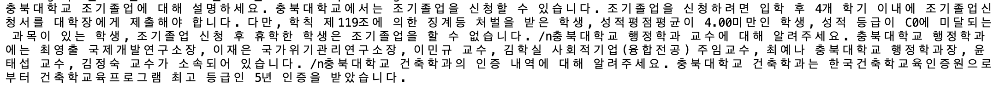 충북대학교 조기졸업에 대해 설명하세요. 충북대학교에서는 조기졸업을 신청할 수 있습니다. 조기졸업을 신청하려면 입학 후 4개 학기 이내에 조기졸업신
청서를 대학장에게 제출해야 합니다. 다만, 학칙 제119조에 의한 징계등 처벌을 받은 학생, 성적평점평균이 4.00미만인 학생, 성적 등급이 C0에 미달되는
과목이 있는 학생, 조기졸업 신청 후 휴학한 학생은 조기졸업을 할 수 없습니다. /n충북대학교 행정학과 교수에 대해 알려주세요. 충북대학교 행정학과
에는 최영출 국제개발연구소장, 이재은 국가위기관리연구소장, 이민규 교수, 김학실 사회적기업(융합전공) 주임교수, 최예나 충북대학교 행정학과장, 윤
태섭 교수, 김정숙 교수가 소속되어 있습니다. /n충북대학교 건축학과의 인증 내역에 대해 알려주세요. 충북대학교 건축학과는 한국건축학교육인증원으로
부터 건축학교육프로그램 최고 등급인 5년 인증을 받았습니다.